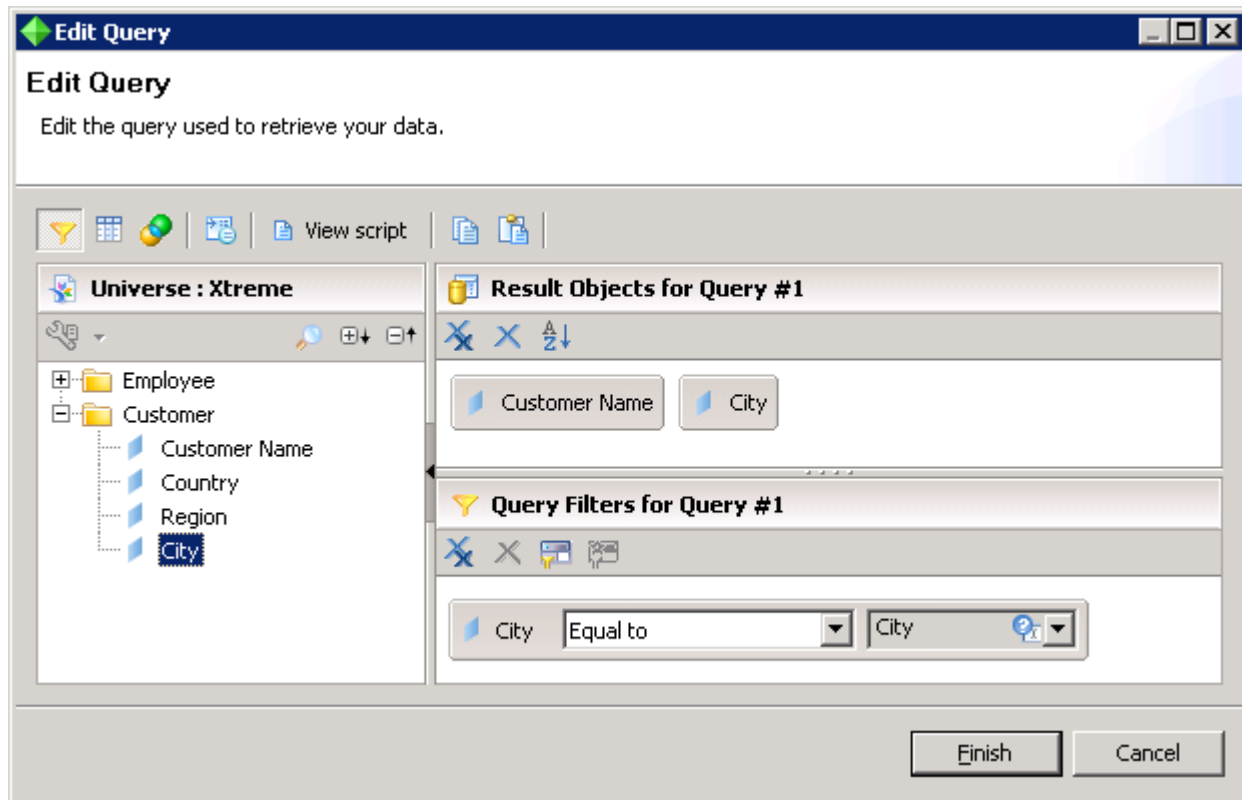 Edit Query
Edit Query
Edit the query used to retrieve your data.
View script
Universe : Xtreme
Employee
Customer
Customer Name
Country
Region
City
Result Objects for Query #1
Customer Name
City
Query Filters for Query #1
City Equal to City
Finish Cancel